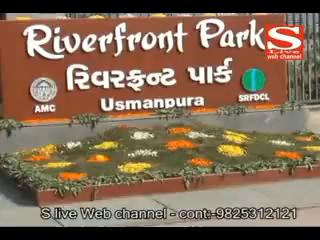 Riverfront Park
રિવરફ્રન્ટ પાર્ક
AMC
Usmanpura
SRFDCL
S
Live
web channel
S live Web channel - cont:-9825312121